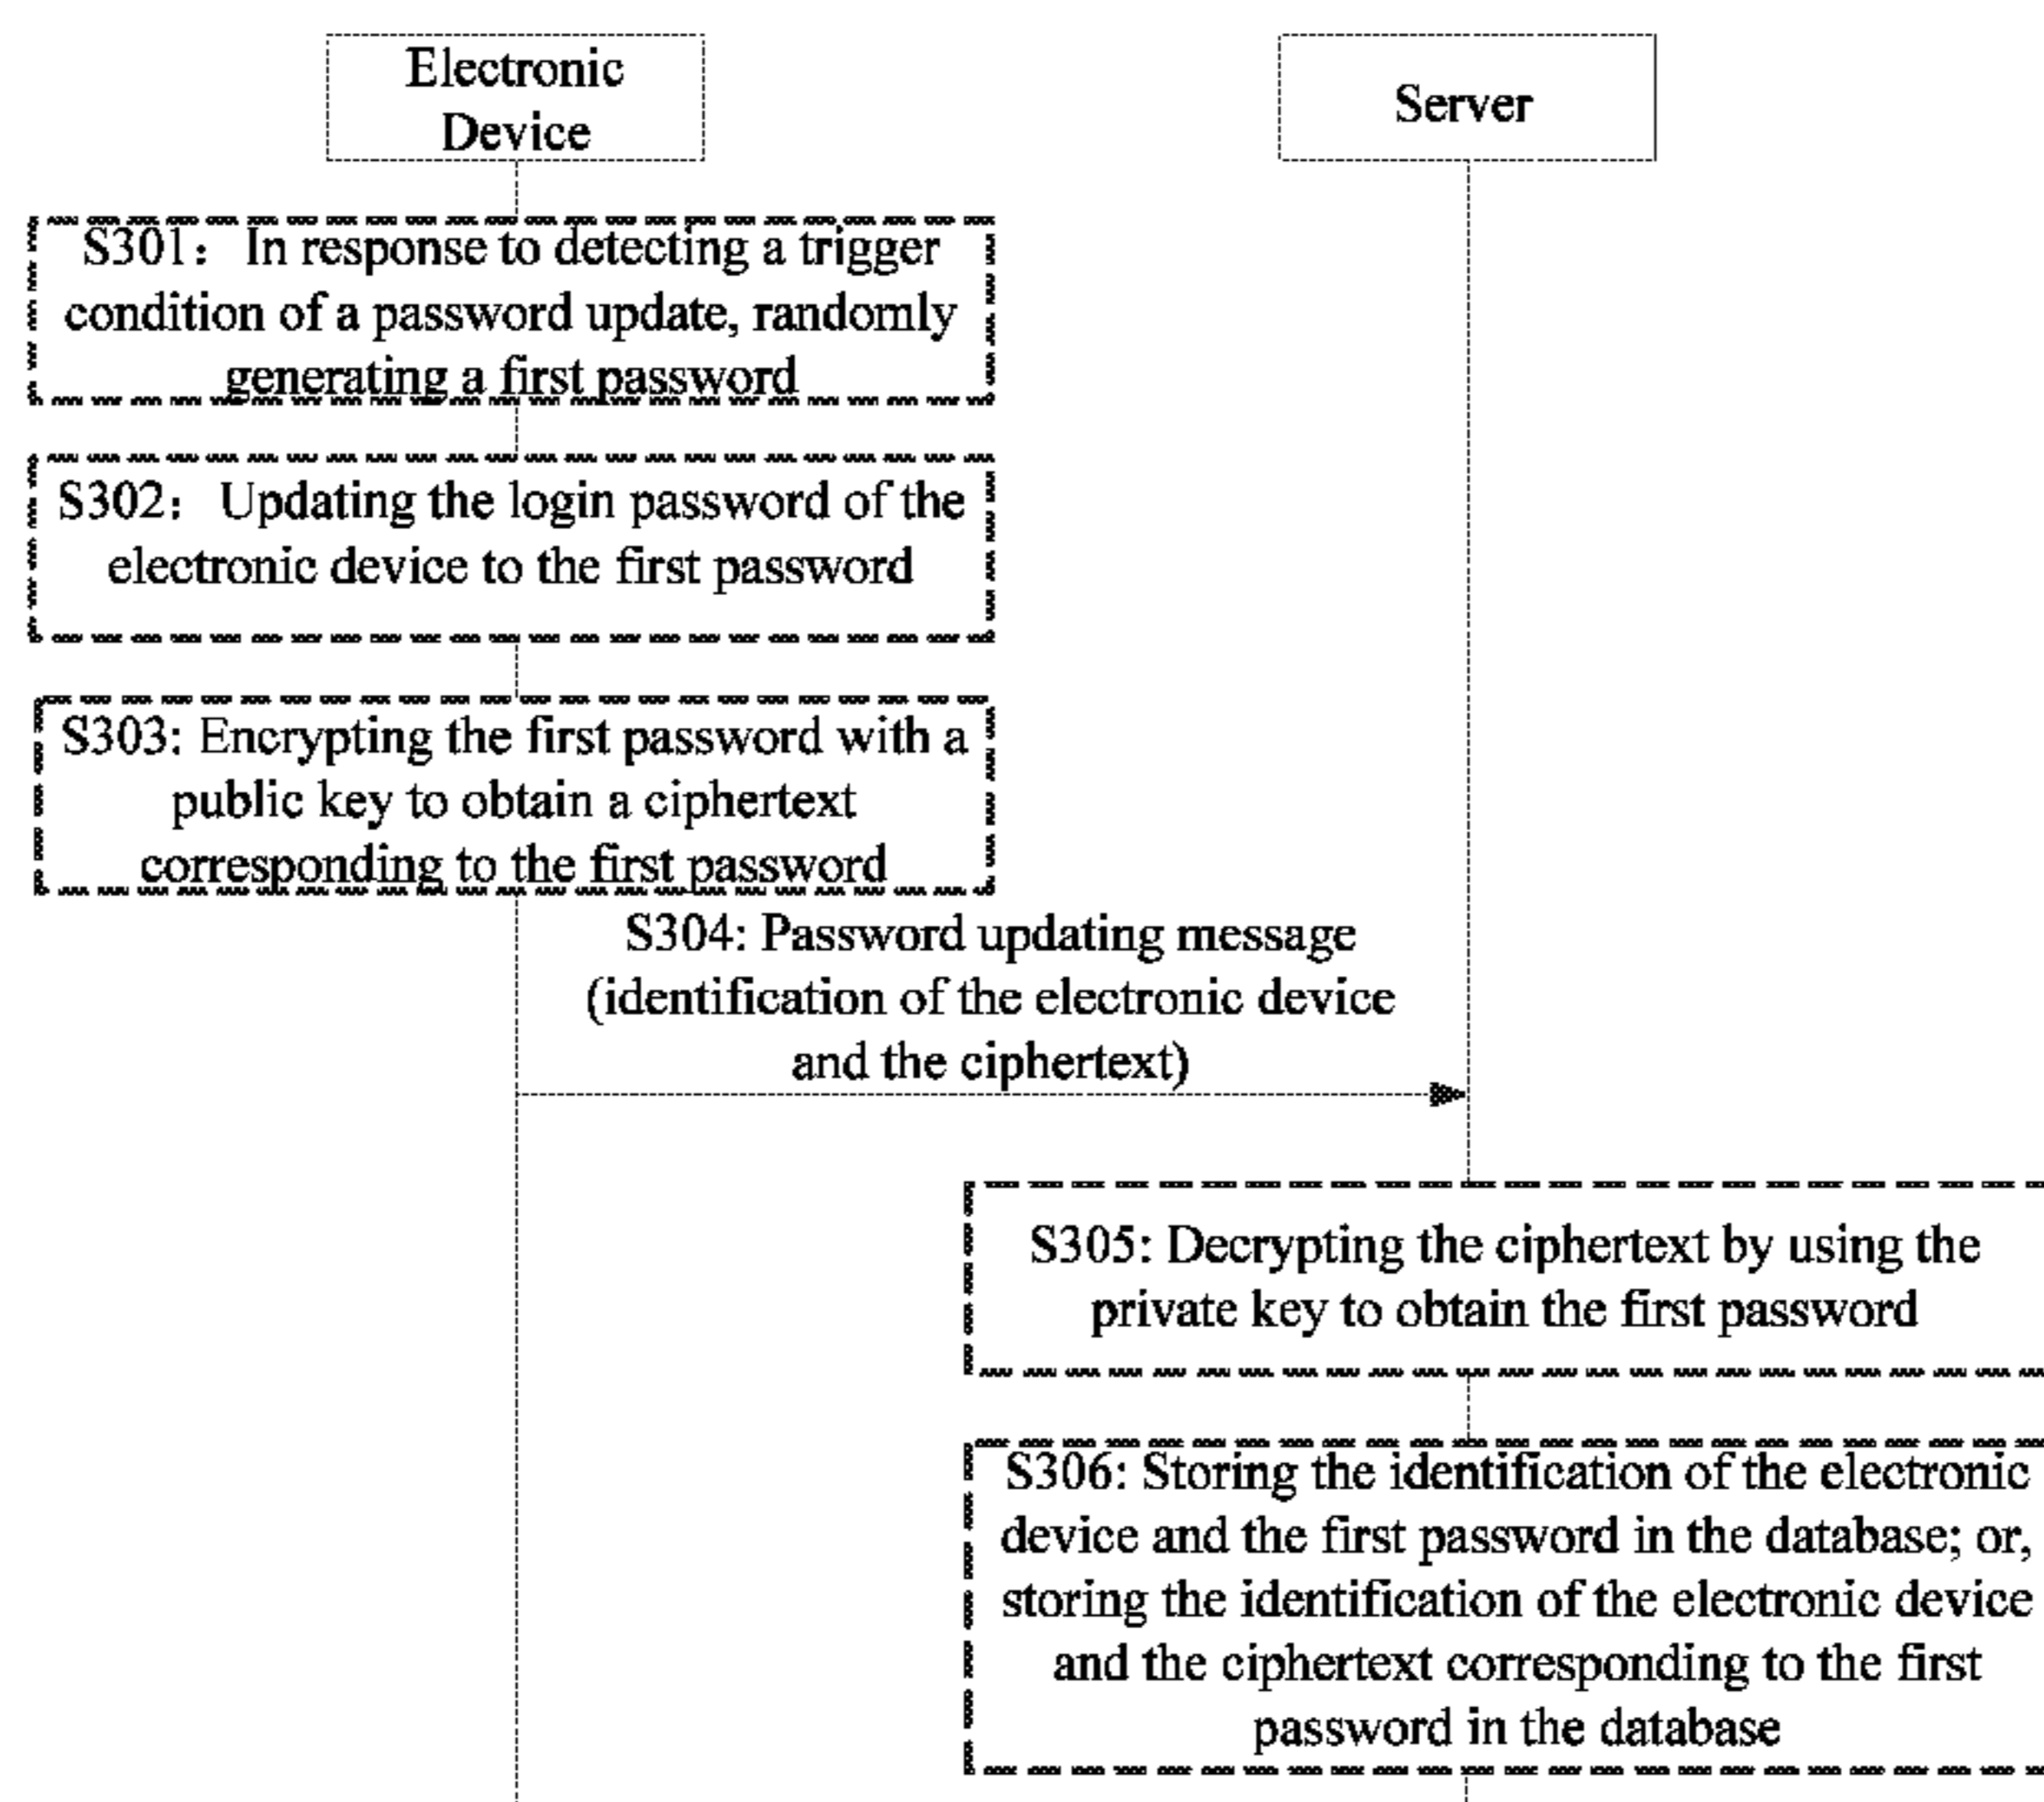 Electronic
Device
Server
S301： In response to detecting a trigger
condition of a password update, randomly
generating a first password
S302： Updating the login password of the
electronic device to the first password
S303: Encrypting the first password with a
public key to obtain a ciphertext
corresponding to the first password
S304: Password updating message
(identification of the electronic device
and the ciphertext)
S305: Decrypting the ciphertext by using the
private key to obtain the first password
S306: Storing the identification of the electronic
device and the first password in the database; or,
storing the identification of the electronic device
and the ciphertext corresponding to the first
password in the database